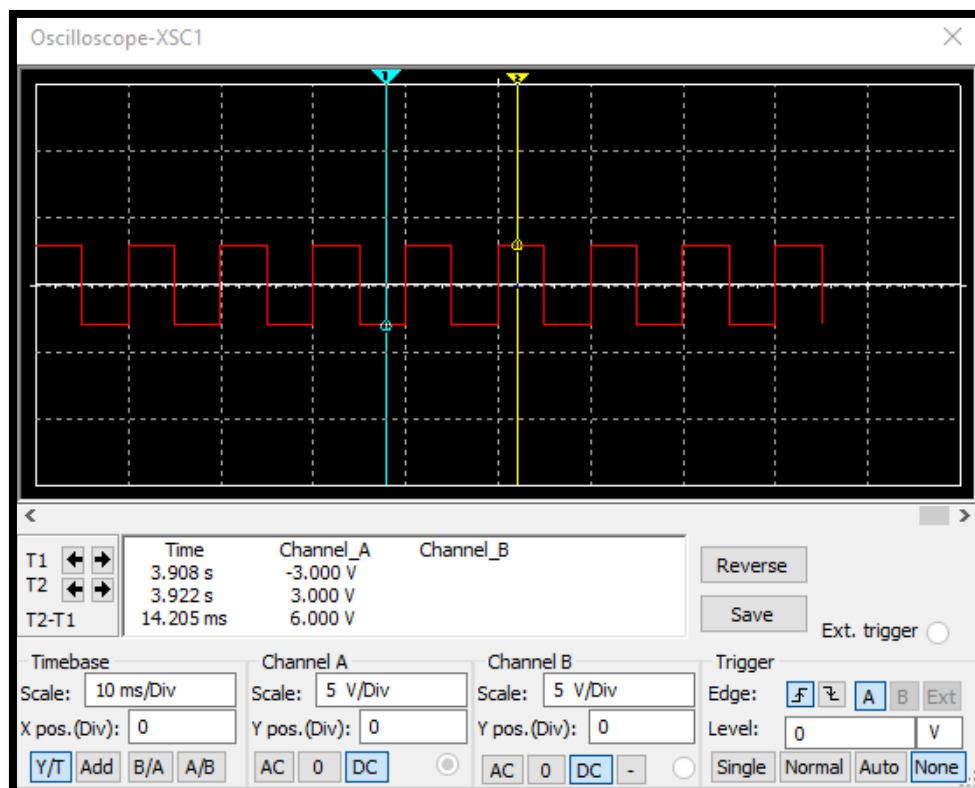 Oscilloscope-XSC1
1 2
T1
T2
T2-T1
Time Channel_A Channel_B
3.908 s -3.000 V
3.922 s 3.000 V
14.205 ms 6.000 V
Reverse
Save
Ext. trigger
Timebase
Scale: 10 ms/Div
X pos.(Div): 0
Y/T Add B/A A/B
Channel A
Scale: 5 V/Div
Y pos.(Div): 0
AC 0 DC
Channel B
Scale: 5 V/Div
Y pos.(Div): 0
AC 0 DC -
Trigger
Edge: A B Ext
Level: 0 V
Single Normal Auto None